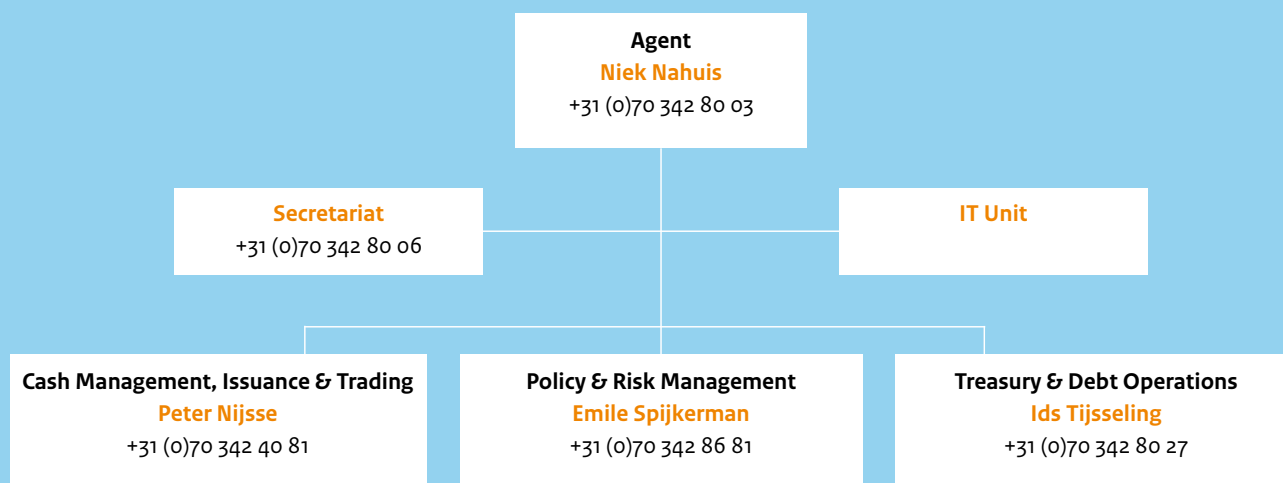 Agent
Niek Nahuis
+31 (0)70 342 80 03
Secretariat
+31 (0)70 342 80 06
IT Unit
Cash Management, Issuance & Trading
Peter Nijsse
+31 (0)70 342 40 81
Policy & Risk Management
Emile Spijkerman
+31 (0)70 342 86 81
Treasury & Debt Operations
Ids Tijsseling
+31 (0)70 342 80 27